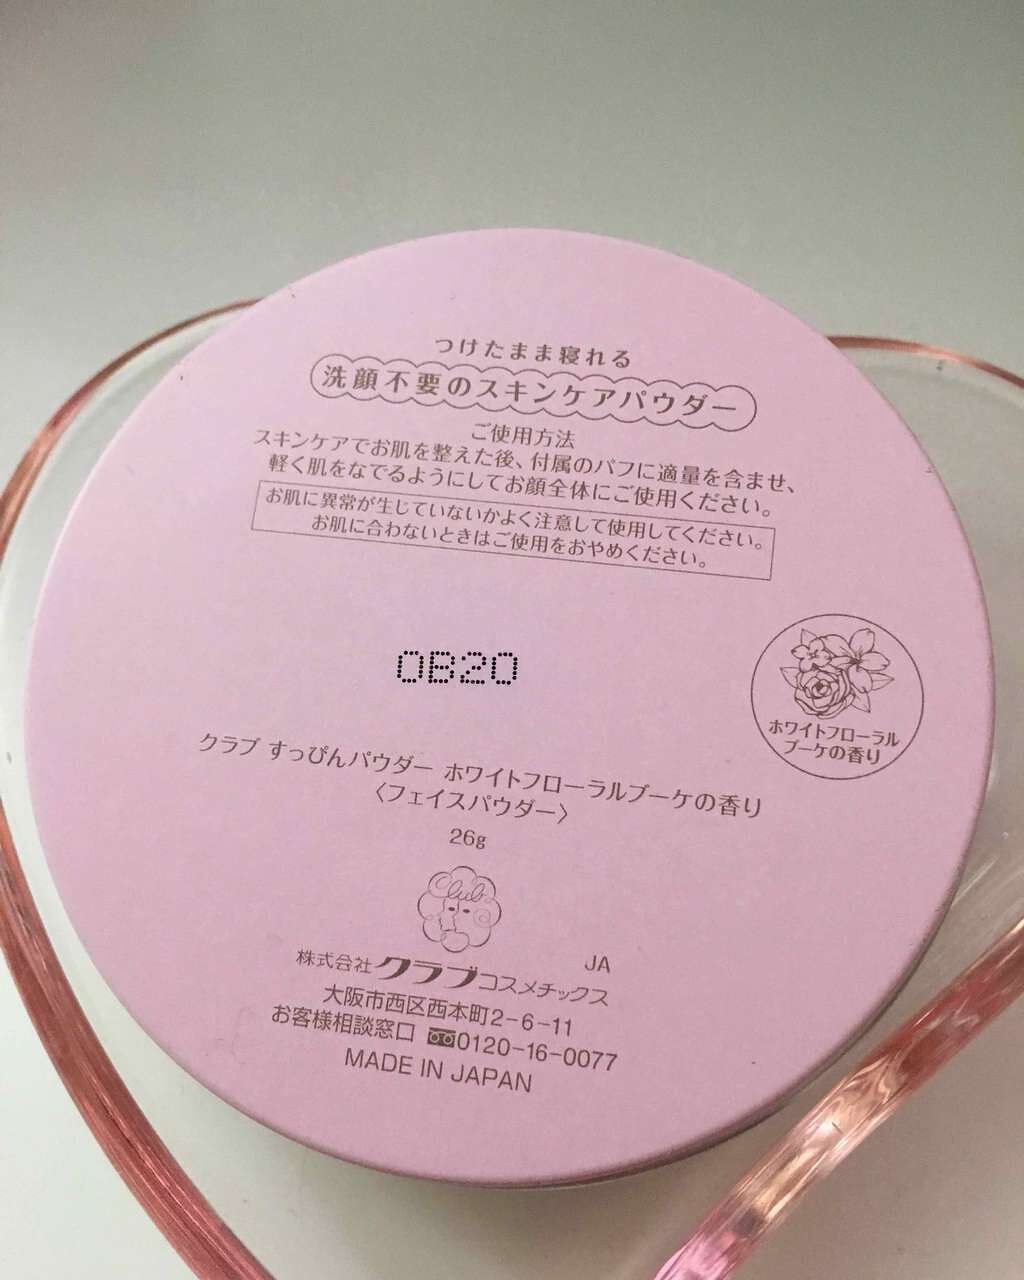 つけたまま寝れる
洗顔不要のスキンケアパウダー
ご使用方法
スキンケアでお肌を整えた後、付属のパフに適量を含ませ、
軽く肌をなでるようにしてお顔全体にご使用ください。
お肌に異常が生じていないかよく注意して使用してください。
お肌に合わないときはご使用をおやめください。
0B20
ホワイトフローラル
ブーケの香り
クラブ すっぴんパウダー ホワイトフローラルブーケの香り
〈フェイスパウダー〉
26g
Club
JA
株式会社クラブコスメチックス
大阪市西区西本町2-6-11
お客様相談窓口 0120-16-0077
MADE IN JAPAN